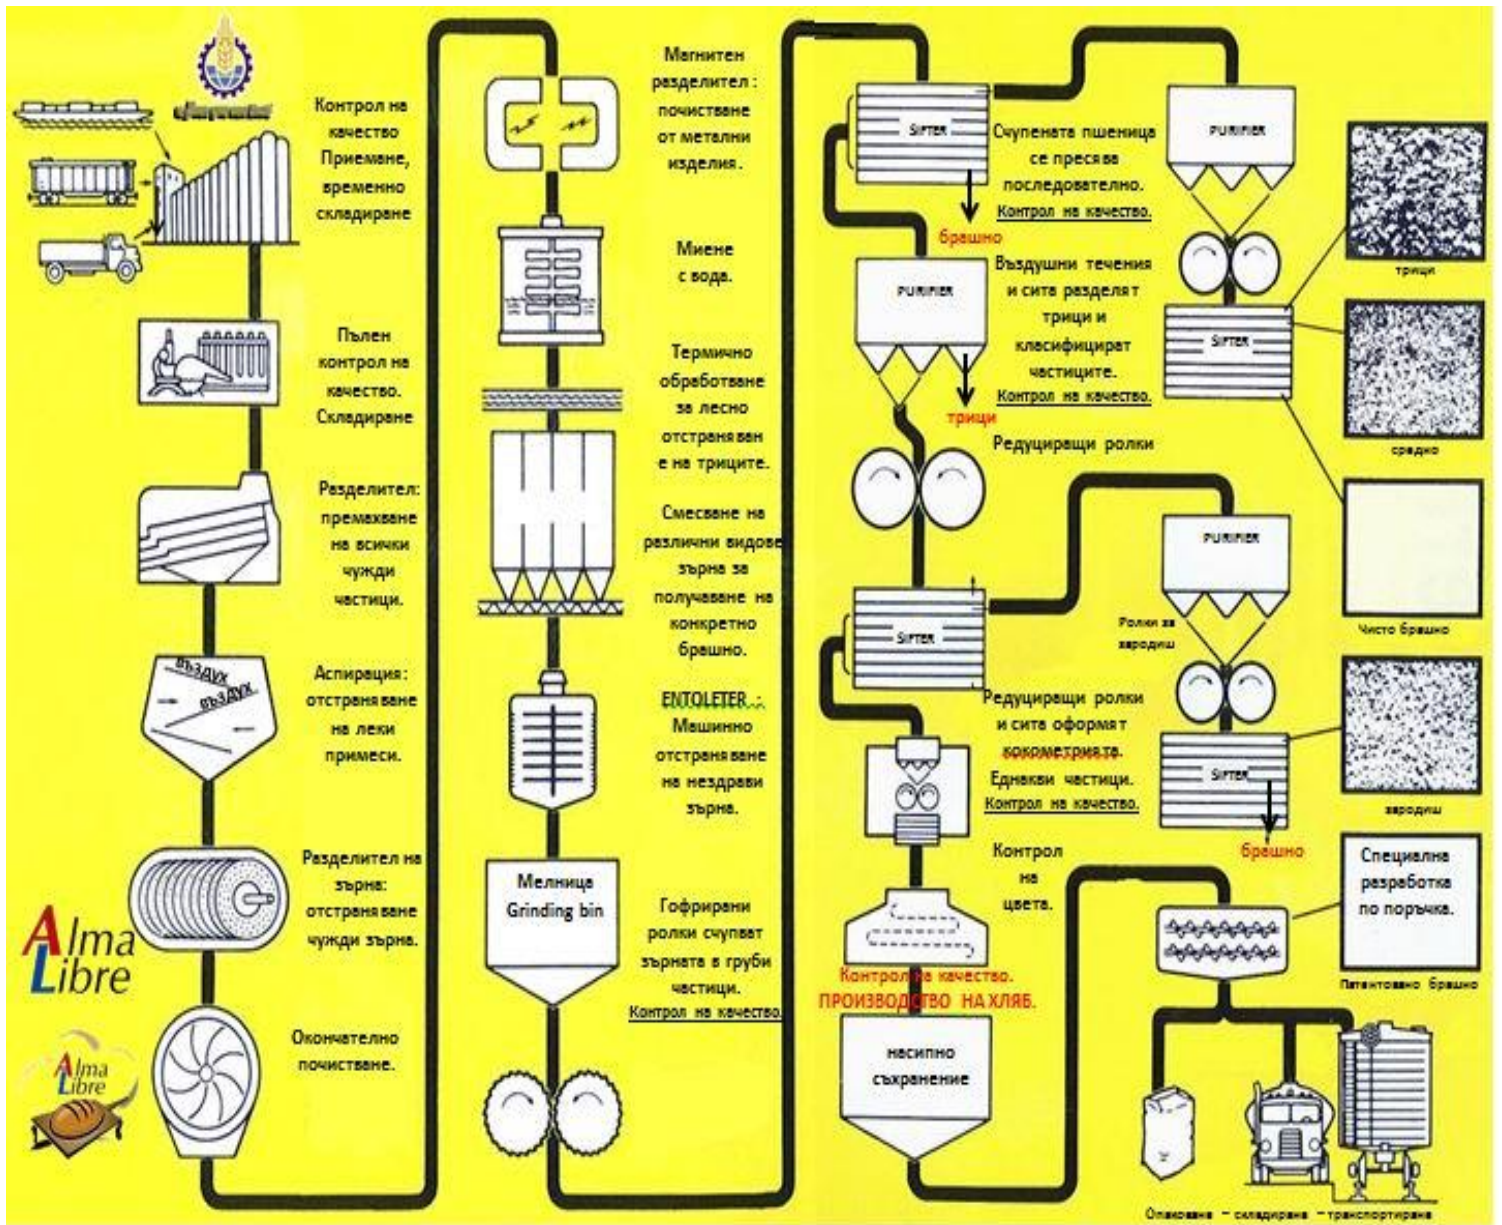 Контрол на
качество
Приемане,
временно
складиране
Пълен
контрол на
качество.
Складиране
Разделител:
премахване
на всички
чужди
частици.
въздух
въздух
Аспирация:
отстраняване
на леки
примеси.
Разделител на
зърна:
отстраняване
чужди зърна.
Alma
Libre
Alma
Libre
Окончателно
почистване.
Магнитен
разделител :
почистване
от метални
изделия.
Миене
с вода.
Термично
обработване
за лесно
отстраняван
е на триците.
Смесване на
различни видове
зърна за
получаване на
конкретно
брашно.
ENTOLETER :
Машинно
отстраняване
на нездрави
зърна.
Мелница
Grinding bin
Гофрирани
ролки счупват
зърната в груби
частици.
Контрол на качество.
SIFTER
Счупената пшеница
се пресява
последователно.
Контрол на качество.
брашно
PURIFIER
Въздушни течения
и сита разделят
трици и
класифицират
частиците.
Контрол на качество.
трици
Редуциращи ролки
SIFTER
Редуциращи ролки
и сита оформят
кокометрията.
Еднакви частици.
Контрол на качество.
Контрол
на
цвета.
Контрол на качество.
ПРОИЗВОДСТВО НА ХЛЯБ.
насипно
съхранение
PURIFIER
SIFTER
трици
средно
Чисто брашно
PURIFIER
Ролки за
зародиш
SIFTER
зародиш
брашно
Специална
разработка
по поръчка.
Патентовано брашно
Опаковане – складиране – транспортиране